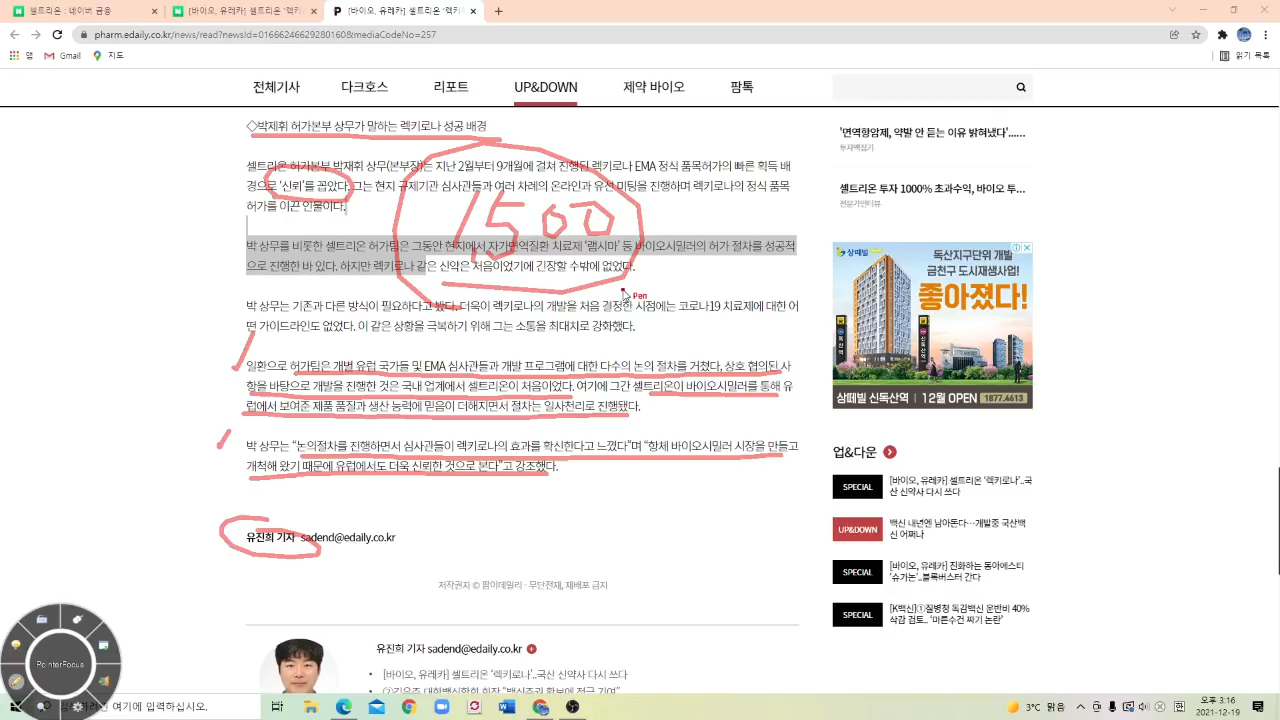 셀트리온 : 네이버 금융
[바이오, 유레카] 셀트리온 ‘렉키
[바이오, 유레카] 셀트리온 ‘렉키
pharm.edaily.co.kr/news/read?newsId=01666246629280160&mediaCodeNo=257
앱 Gmail 지도
읽기 목록
전체기사 다크호스 리포트 UP&DOWN 제약 바이오 팜톡
◇박제휘 허가본부 상무가 말하는 렉키로나 성공 배경
셀트리온 허가본부 박재휘 상무(본부장)는 지난 2월부터 9개월에 걸쳐 진행된 렉키로나 EMA 정식 품목허가의 빠른 획득 배
경으로 ‘신뢰’를 꼽았다. 그는 현지 규제기관 심사관들과 여러 차례의 온라인과 유선 미팅을 진행하며 렉키로나의 정식 품목
허가를 이끈 인물이다.
1500
박 상무를 비롯한 셀트리온 허가팀은 그동안 현지에서 자가면역질환 치료제 ‘램시마’ 등 바이오시밀러의 허가 절차를 성공적
으로 진행한 바 있다. 하지만 렉키로나 같은 신약은 처음이었기에 긴장할 수밖에 없었다.
Pen
박 상무는 기존과 다른 방식이 필요하다고 봤다. 더욱이 렉키로나의 개발을 처음 결정한 시점에는 코로나19 치료제에 대한 어
떤 가이드라인도 없었다. 이 같은 상황을 극복하기 위해 그는 소통을 최대치로 강화했다.
일환으로 허가팀은 개별 유럽 국가들 및 EMA 심사관들과 개발 프로그램에 대한 다수의 논의 절차를 거쳤다, 상호 협의된 사
항을 바탕으로 개발을 진행한 것은 국내 업계에서 셀트리온이 처음이었다. 여기에 그간 셀트리온이 바이오시밀러를 통해 유
럽에서 보여준 제품 품질과 생산 능력에 믿음이 더해지면서 절차는 일사천리로 진행됐다.
박 상무는 “논의절차를 진행하면서 심사관들이 렉키로나의 효과를 확신한다고 느꼈다”며 “항체 바이오시밀러 시장을 만들고
개척해 왔기 때문에 유럽에서도 더욱 신뢰한 것으로 본다”고 강조했다.
유진희 기자 sadend@edaily.co.kr
저작권자 © 팜이데일리 - 무단전재, 재배포 금지
유진희 기자 sadend@edaily.co.kr
• [바이오, 유레카] 셀트리온 ‘렉키로나’..국산 신약사 다시 쓰다
'면역항암제, 약발 안 듣는 이유 밝혀냈다'......
투자백점기
셀트리온 투자 1000% 초과수익, 바이오 투...
전문가인터뷰
상떼빌
독산지구단위 개발
금천구 도시재생사업!
좋아졌다!
상떼빌 신독산역 | 12월 OPEN 1877.4613
업&다운
SPECIAL [바이오, 유레카] 셀트리온 ‘렉키로나’..국
산 신약사 다시 쓰다
UP&DOWN 백신 내년엔 남아돈다…개발중 국산백
신 어쩌나
SPECIAL [바이오, 유레카] 진화하는 동아에스티
‘슈가논’..블록버스터 간다
SPECIAL [K백신]①질병청 독감백신 운반비 40%
삭감 검토.. ‘마른수건 짜기 논란’
PointerFocus
여기에 입력하십시오.
3°C 맑음
오후 3:16
2021-12-19